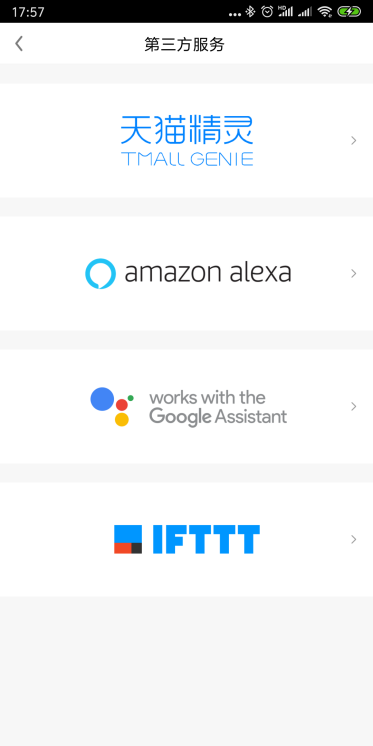 17:57
HD
第三方服务
天猫精灵
TMALL GENIE
amazon alexa
works with the
Google Assistant
IFTTT